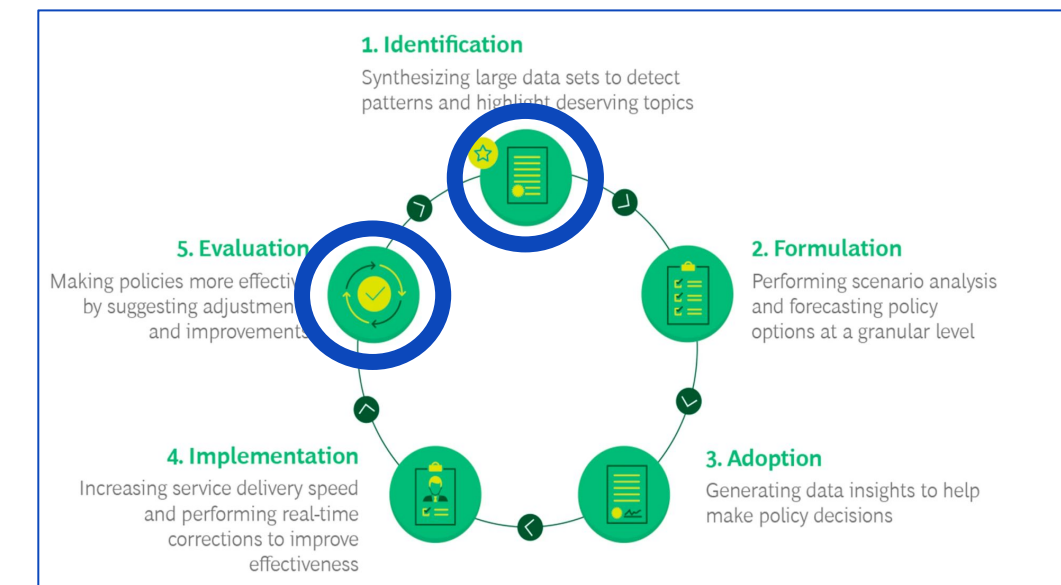 1. Identification
Synthesizing large data sets to detect
patterns and highlight deserving topics
2. Formulation
Performing scenario analysis
and forecasting policy
options at a granular level
3. Adoption
Generating data insights to help
make policy decisions
4. Implementation
Increasing service delivery speed
and performing real-time
corrections to improve
effectiveness
5. Evaluation
Making policies more effectiv
by suggesting adjustmen
and improvements